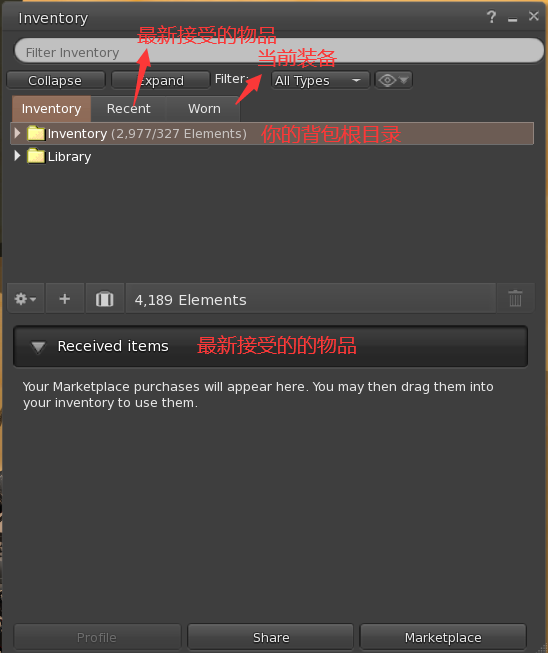 Inventory
最新接受的物品
Filter Inventory
当前装备
Collapse Expand Filter: All Types
Inventory Recent Worn
Inventory (2,977/327 Elements) 你的背包根目录
Library
4,189 Elements
Received items 最新接受的的物品
Your Marketplace purchases will appear here. You may then drag them into
your inventory to use them.
Profile Share Marketplace